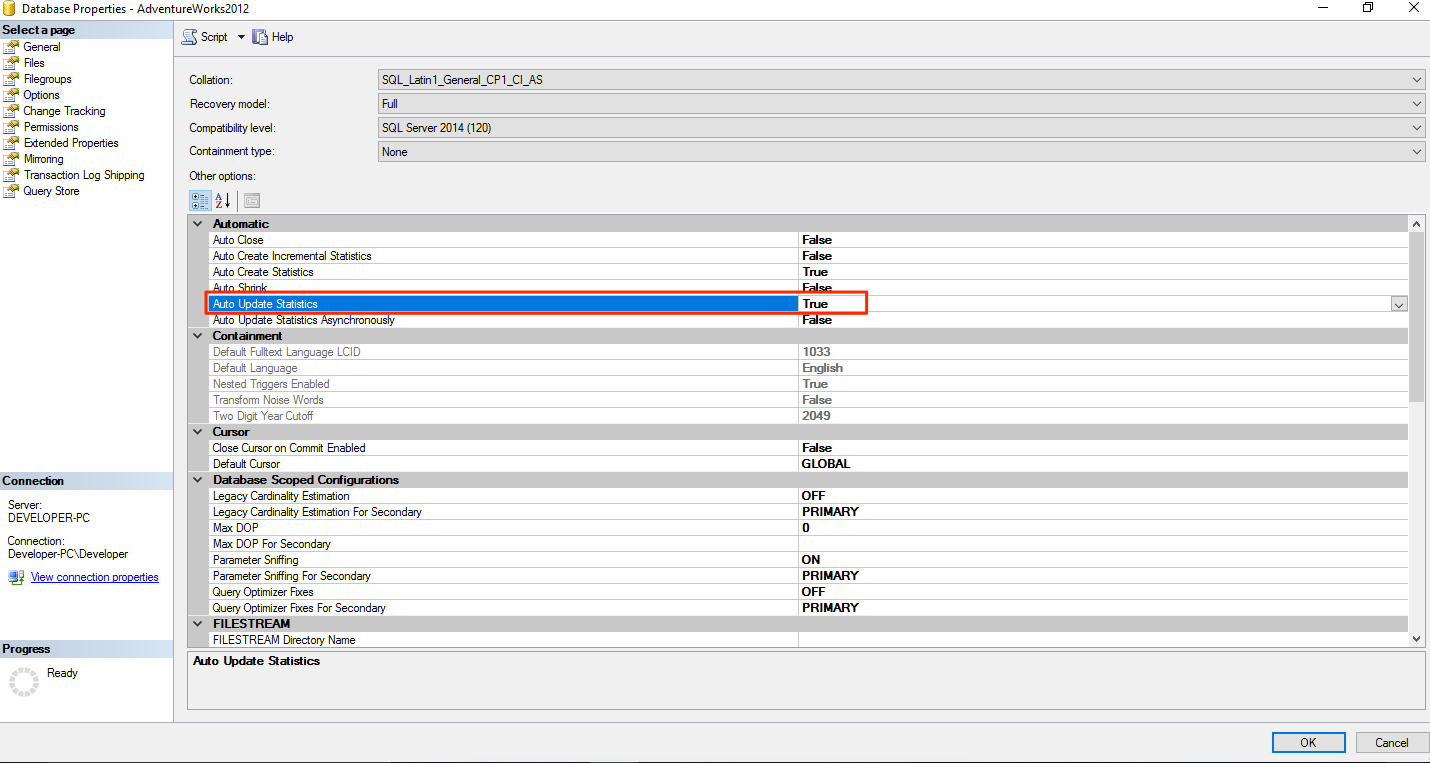 Database Properties - AdventureWorks2012
Select a page
General
Files
Filegroups
Options
Change Tracking
Permissions
Extended Properties
Mirroring
Transaction Log Shipping
Query Store
Connection
Server:
DEVELOPER-PC
Connection:
Developer-PC\Developer
View connection properties
Progress
Ready
Script Help
Collation: SQL_Latin1_General_CP1_CI_AS
Recovery model: Full
Compatibility level: SQL Server 2014 (120)
Containment type: None
Other options:
A Z
Automatic
Auto Close False
Auto Create Incremental Statistics False
Auto Create Statistics True
Auto Shrink False
Auto Update Statistics True
Auto Update Statistics Asynchronously False
Containment
Default Fulltext Language LCID 1033
Default Language English
Nested Triggers Enabled True
Transform Noise Words False
Two Digit Year Cutoff 2049
Cursor
Close Cursor on Commit Enabled False
Default Cursor GLOBAL
Database Scoped Configurations
Legacy Cardinality Estimation OFF
Legacy Cardinality Estimation For Secondary PRIMARY
Max DOP 0
Max DOP For Secondary
Parameter Sniffing ON
Parameter Sniffing For Secondary PRIMARY
Query Optimizer Fixes OFF
Query Optimizer Fixes For Secondary PRIMARY
FILESTREAM
FILESTREAM Directory Name
Auto Update Statistics
OK Cancel